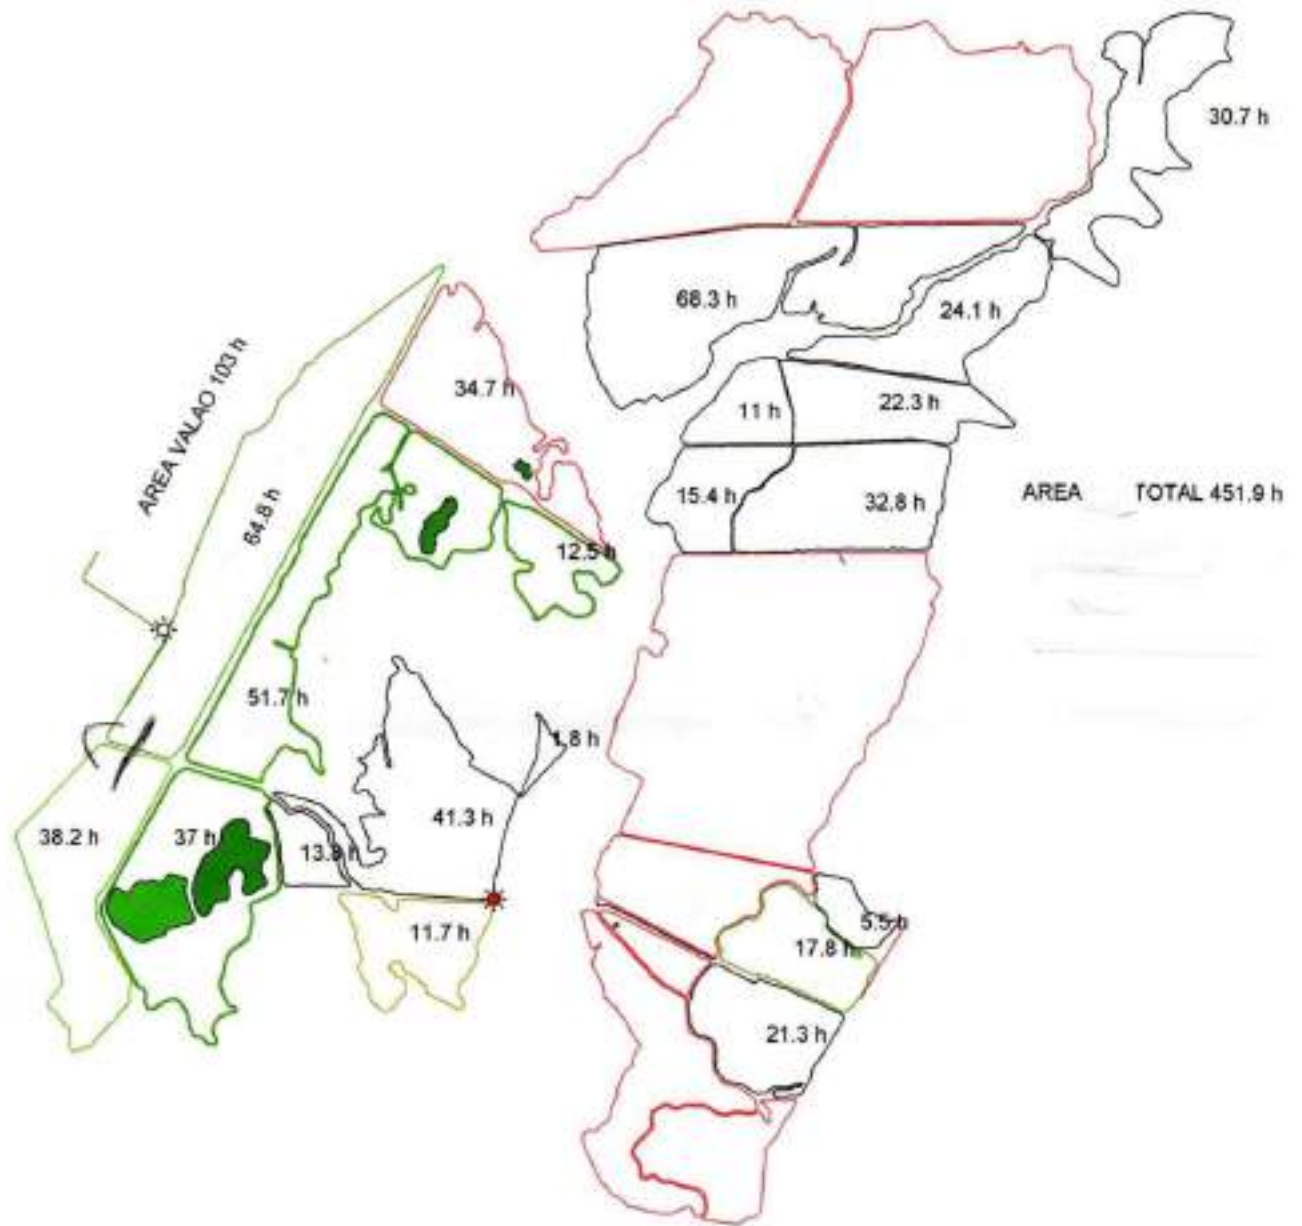 30.7 h
68.3 h
24.1 h
AREA VALAO 103 h
34.7 h
11 h
22.3 h
64.8 h
15.4 h
32.8 h
AREA TOTAL 451.9 h
12.5 h
51.7 h
1.8 h
38.2 h
37 h
41.3 h
11.7 h
5.5 h
17.8 h
21.3 h